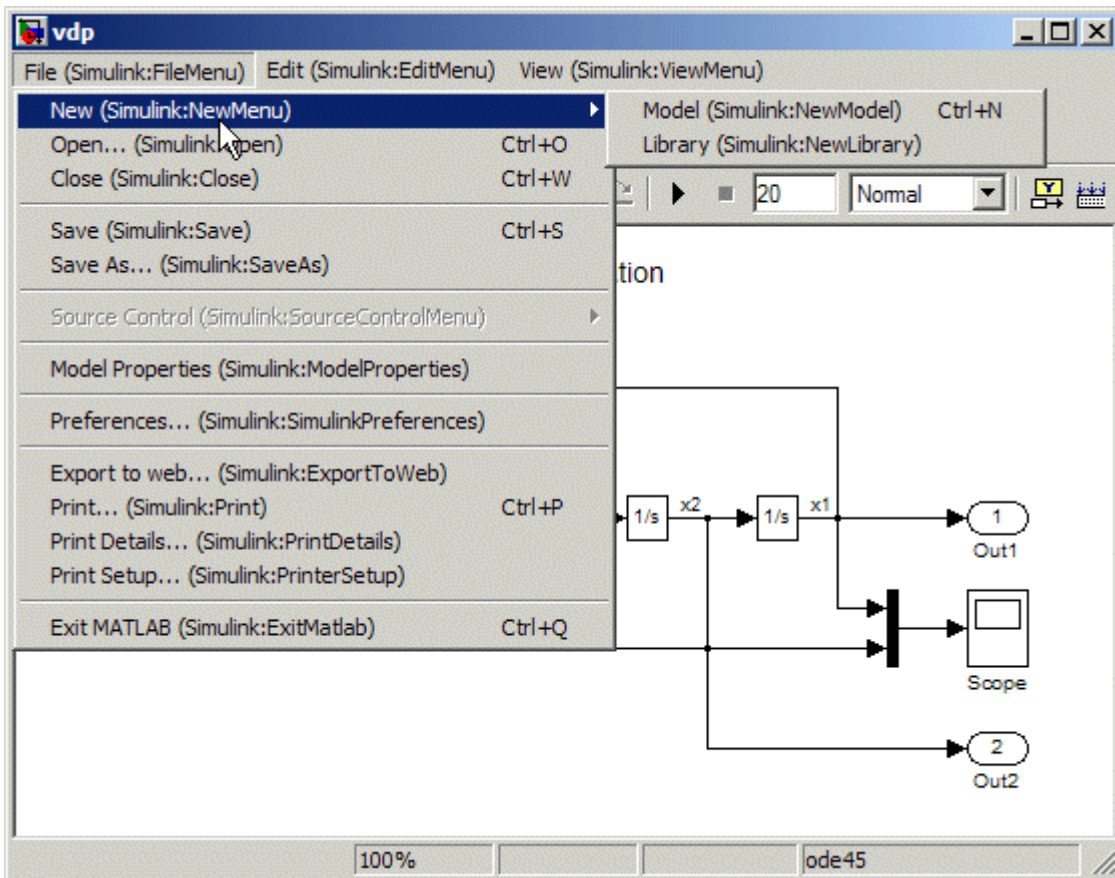 vdp
File (Simulink:FileMenu) Edit (Simulink:EditMenu) View (Simulink:ViewMenu)
New (Simulink:NewMenu) Model (Simulink:NewModel) Ctrl+N
Open... (Simulink:Open) Ctrl+O Library (Simulink:NewLibrary)
Close (Simulink:Close) Ctrl+W
20 Normal
Save (Simulink:Save) Ctrl+S
Save As... (Simulink:SaveAs)
Source Control (Simulink:SourceControlMenu)
Model Properties (Simulink:ModelProperties)
Preferences... (Simulink:SimulinkPreferences)
Export to web... (Simulink:ExportToWeb)
Print... (Simulink:Print) Ctrl+P
Print Details... (Simulink:PrintDetails)
Print Setup... (Simulink:PrinterSetup)
Exit MATLAB (Simulink:ExitMatlab) Ctrl+Q
1/s x2 1/s x1 1
Out1
Scope
2
Out2
100% ode45